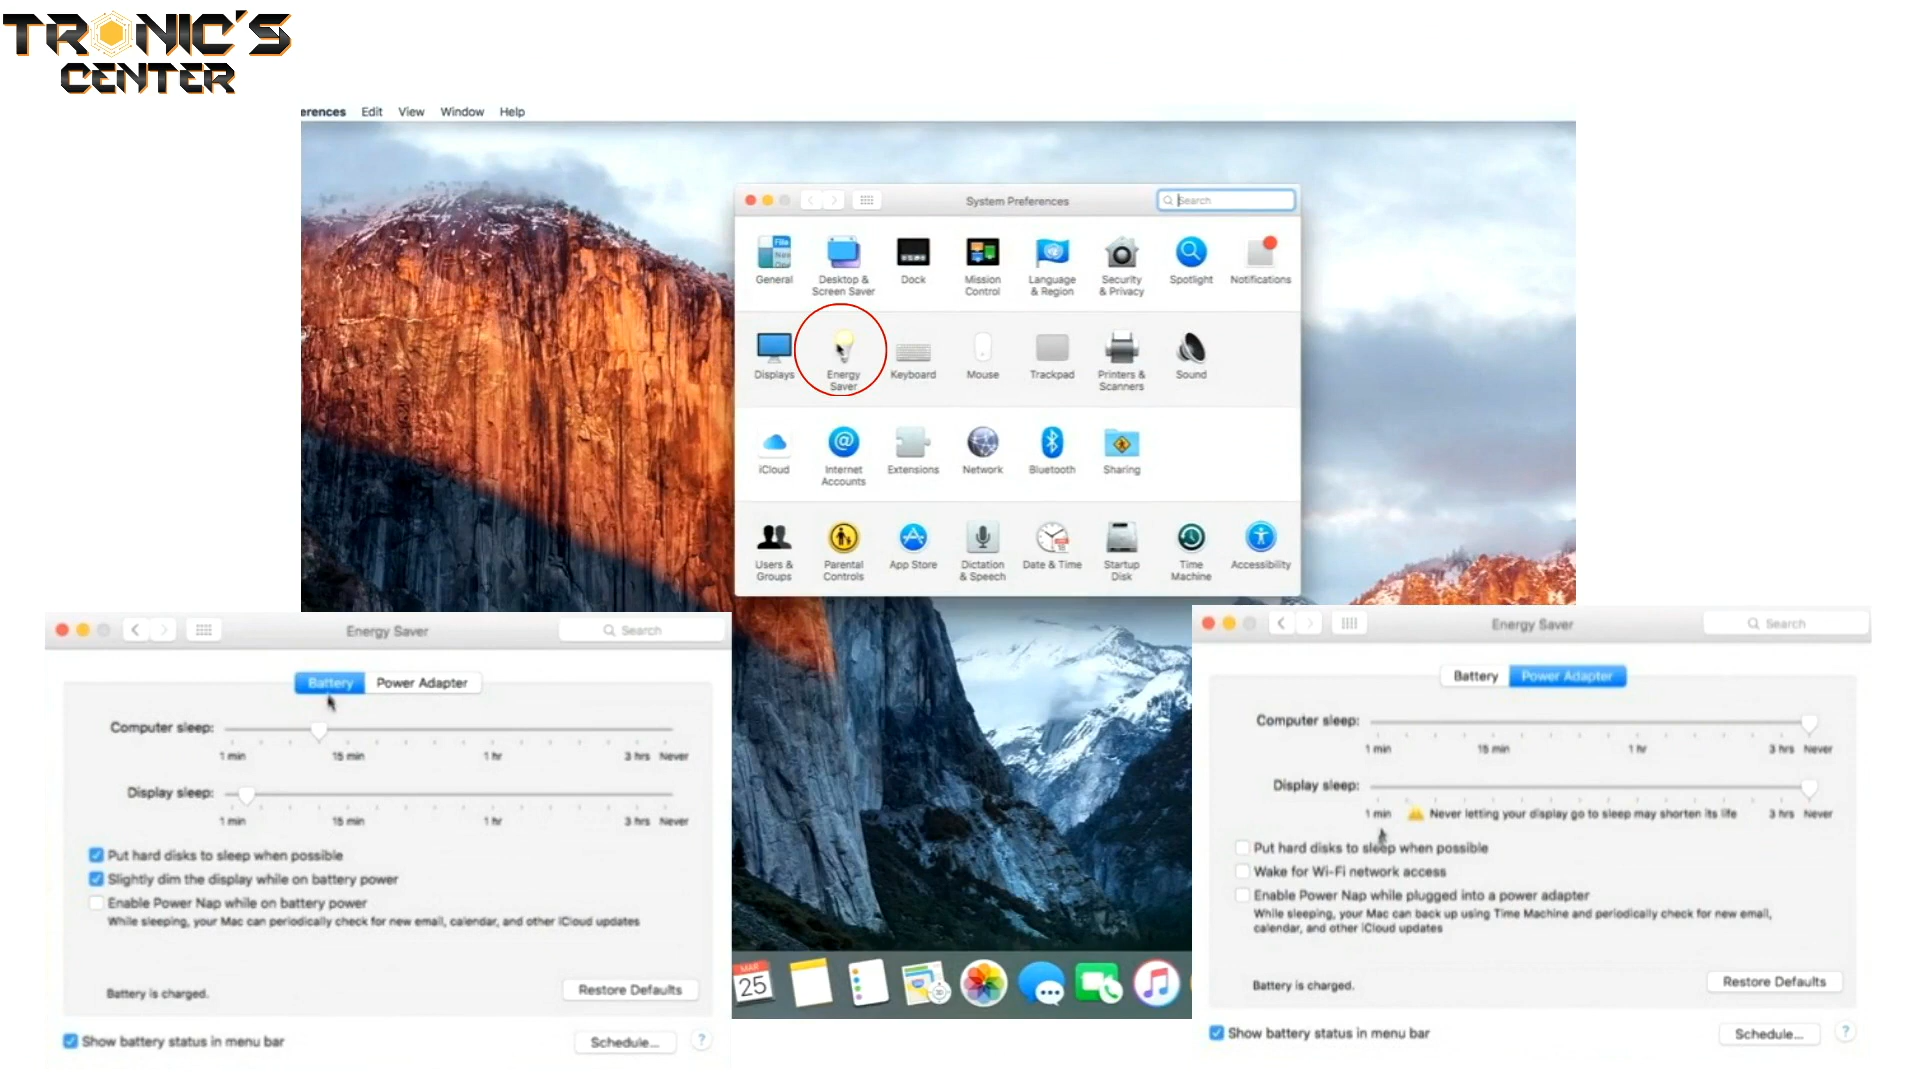 TRONIC'S
CENTER
erences Edit View Window Help
System Preferences
Search
General
Desktop &
Screen Saver
Dock
Mission
Control
Language
& Region
Security
& Privacy
Spotlight
Notifications
Displays
Energy
Saver
Keyboard
Mouse
Trackpad
Printers &
Scanners
Sound
iCloud
Internet
Accounts
Extensions
Network
Bluetooth
Sharing
Users &
Groups
Parental
Controls
App Store
Dictation
& Speech
Date & Time
Startup
Disk
Time
Machine
Accessibility
Energy Saver
Search
Battery Power Adapter
Computer sleep:
1 min 15 min 1 hr 3 hrs Never
Display sleep:
1 min 15 min 1 hr 3 hrs Never
Put hard disks to sleep when possible
Slightly dim the display while on battery power
Enable Power Nap while on battery power
While sleeping, your Mac can periodically check for new email, calendar, and other iCloud updates
Battery is charged.
Restore Defaults
Show battery status in menu bar
Schedule...
?
MAR
25
3D
Energy Saver
Search
Battery Power Adapter
Computer sleep:
1 min 15 min 1 hr 3 hrs Never
Display sleep:
1 min Never letting your display go to sleep may shorten its life 3 hrs Never
Put hard disks to sleep when possible
Wake for Wi-Fi network access
Enable Power Nap while plugged into a power adapter
While sleeping, your Mac can back up using Time Machine and periodically check for new email,
calendar, and other iCloud updates
Battery is charged.
Restore Defaults
Show battery status in menu bar
Schedule...
?